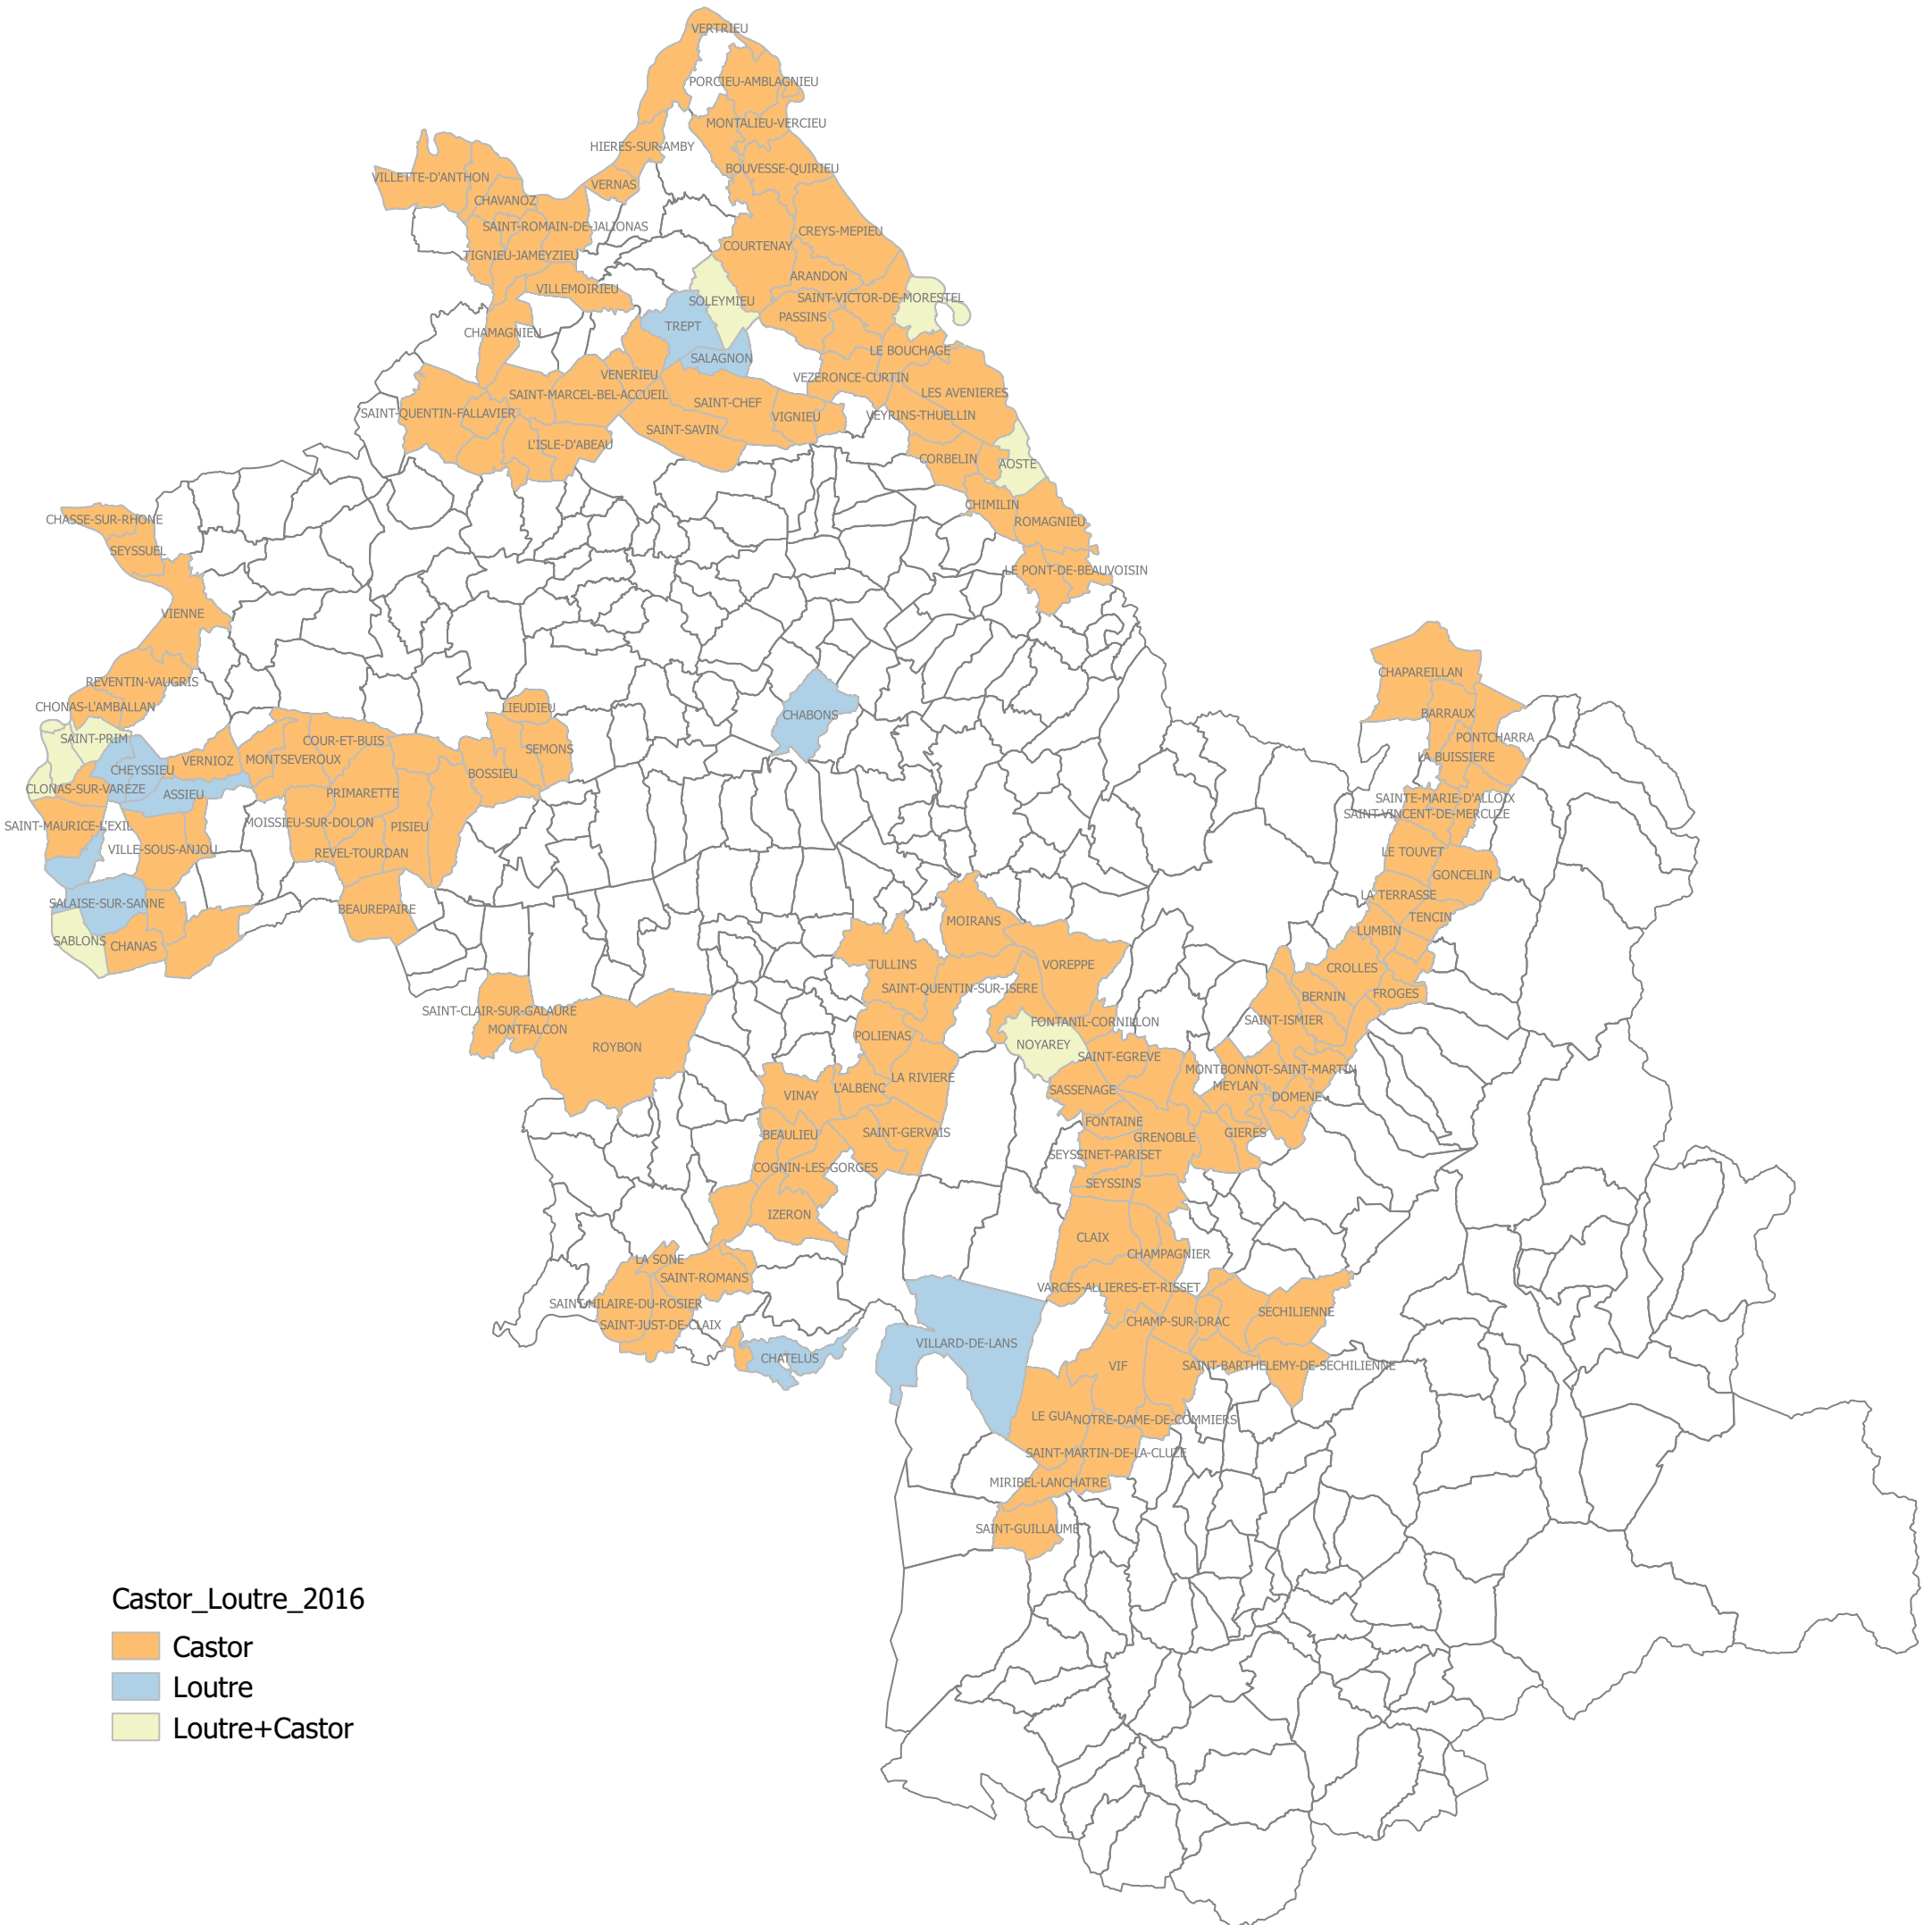 VERTRIEU
PORCIEU-AMBLAGNIEU
MONTALIEU-VERCIEU
HIERES-SUR-AMBY
BOUVESSE-QUIRIEU
VILLETTE-D'ANTHON
VERNAS
CHAVANOZ
SAINT-ROMAIN-DE-JALIONAS
CREYS-MEPIEU
COURTENAY
TIGNIEU-JAMEYZIEU
ARANDON
VILLEMOIRIEU
SOLEYMIEU
SAINT-VICTOR-DE-MORESTEL
PASSINS
TREPT
CHAMAGNIEU
LE BOUCHAGE
SALAGNON
VENERIEU
VEZERONCE-CURTIN
SAINT-MARCEL-BEL-ACCUEIL
LES AVENIERES
SAINT-CHEF
SAINT-QUENTIN-FALLAVIER
VIGNIEU
VEYRINS-THUELLIN
SAINT-SAVIN
L'ISLE-D'ABEAU
CORBELIN
AOSTE
CHIMILIN
CHASSE-SUR-RHONE
ROMAGNIEU
SEYSSUEL
LE PONT-DE-BEAUVOISIN
VIENNE
CHAPAREILLAN
REVENTIN-VAUGRIS
CHONAS-L'AMBALLAN
LIEUDIEU
BARRAUX
CHABONS
SAINT-PRIM
COUR-ET-BUIS
PONTCHARRA
SEMONS
LA BUISSIERE
VERNIOZ
MONTSEVEROUX
CHEYSSIEU
BOSSIEU
CLONAS-SUR-VAREZE
ASSIEU
PRIMARETTE
SAINTE-MARIE-D'ALLOIX
SAINT-VINCENT-DE-MERCUZE
SAINT-MAURICE-L'EXIL
MOISSIEU-SUR-DOLON
PISIEU
VILLE-SOUS-ANJOU
REVEL-TOURDAN
LE TOUVET
GONCELIN
LA TERRASSE
SALAISE-SUR-SANNE
BEAUREPAIRE
TENCIN
MOIRANS
LUMBIN
SABLONS
CHANAS
TULLINS
VOREPPE
CROLLES
SAINT-QUENTIN-SUR-ISERE
BERNIN
FROGES
SAINT-CLAIR-SUR-GALAURE
MONTFALCON
FONTANIL-CORNILLON
SAINT-ISMIER
POLIENAS
NOYAREY
ROYBON
SAINT-EGREVE
MONTBONNOT-SAINT-MARTIN
LA RIVIERE
L'ALBENC
MEYLAN
SASSENAGE
VINAY
DOMENE
FONTAINE
BEAULIEU
SAINT-GERVAIS
GRENOBLE
GIERES
SEYSSINET-PARISET
COGNIN-LES-GORGES
SEYSSINS
IZERON
CLAIX
CHAMPAGNIER
LA SONE
SAINT-ROMANS
VARCES-ALLIERES-ET-RISSET
SAINT-HILAIRE-DU-ROSIER
SECHILIENNE
SAINT-JUST-DE-CLAIX
CHAMP-SUR-DRAC
VILLARD-DE-LANS
CHATELUS
VIF
SAINT-BARTHELEMY-DE-SECHILIENNE
LE GUA
NOTRE-DAME-DE-COMMIERS
SAINT-MARTIN-DE-LA-CLUZE
MIRIBEL-LANCHATRE
SAINT-GUILLAUME
Castor_Loutre_2016
Castor
Loutre
Loutre+Castor